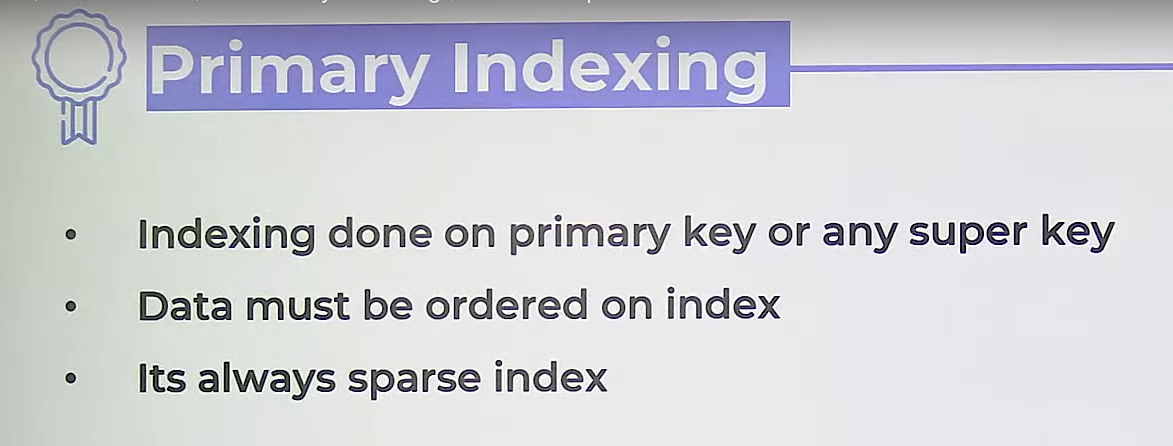 Primary Indexing
• Indexing done on primary key or any super key
• Data must be ordered on index
• Its always sparse index